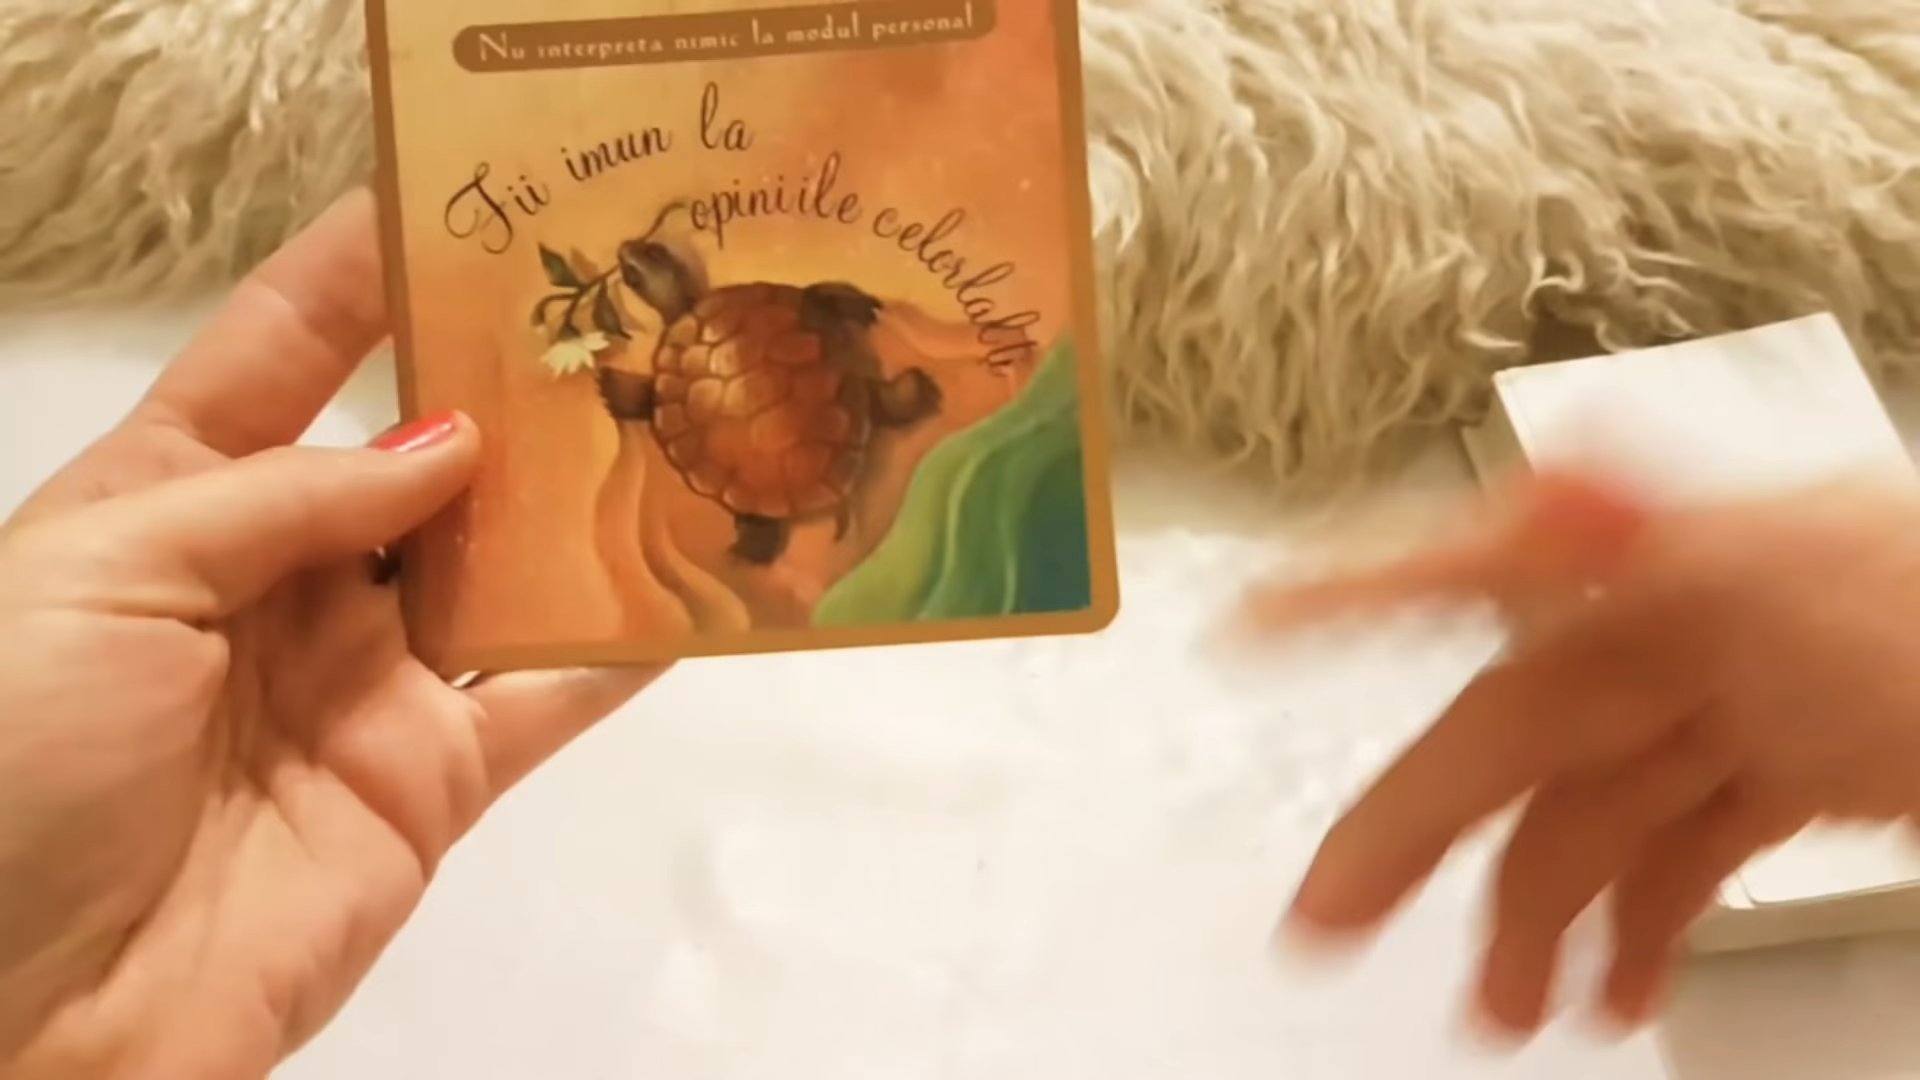 Nu interpreta nimic la modul personal
Fii imun la
opiniile celorlalți